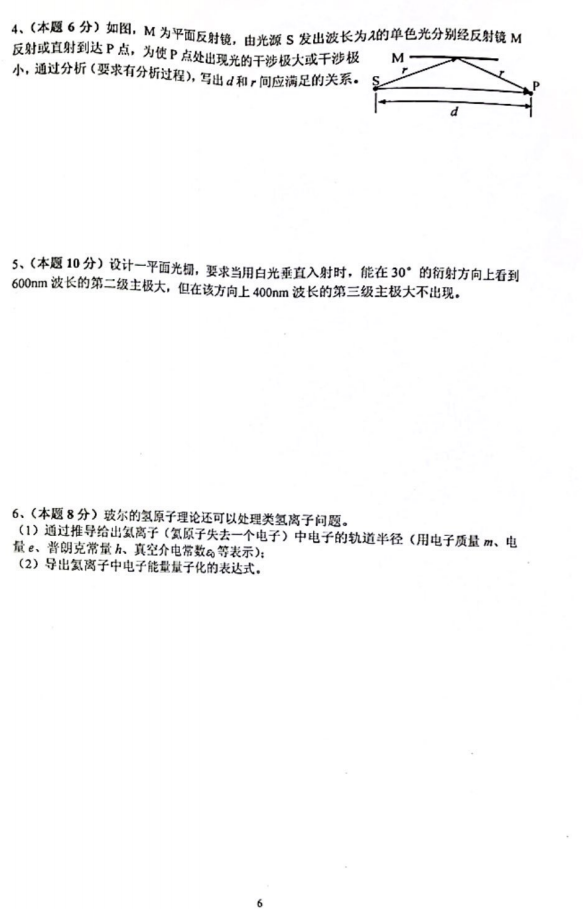 4、（本题 6 分）如图，M 为平面反射镜，由光源 S 发出波长为λ的单色光分别经反射镜 M
反射或直射到达 P 点，为使 P 点处出现光的干涉极大或干涉极
小，通过分析（要求有分析过程），写出 d 和 r 间应满足的关系。
M
r
r
S
P
d
5、（本题 10 分）设计一平面光栅，要求当用白光垂直入射时，能在 30°的衍射方向上看到
600nm 波长的第二级主极大，但在该方向上 400nm 波长的第三级主极大不出现。
6、（本题 8 分）玻尔的氢原子理论还可以处理类氢离子问题。
（1）通过推导给出氦离子（氦原子失去一个电子）中电子的轨道半径（用电子质量 m、电
量 e、普朗克常量 h、真空介电常数ε₀等表示）；
（2）导出氦离子中电子能量量子化的表达式。
6